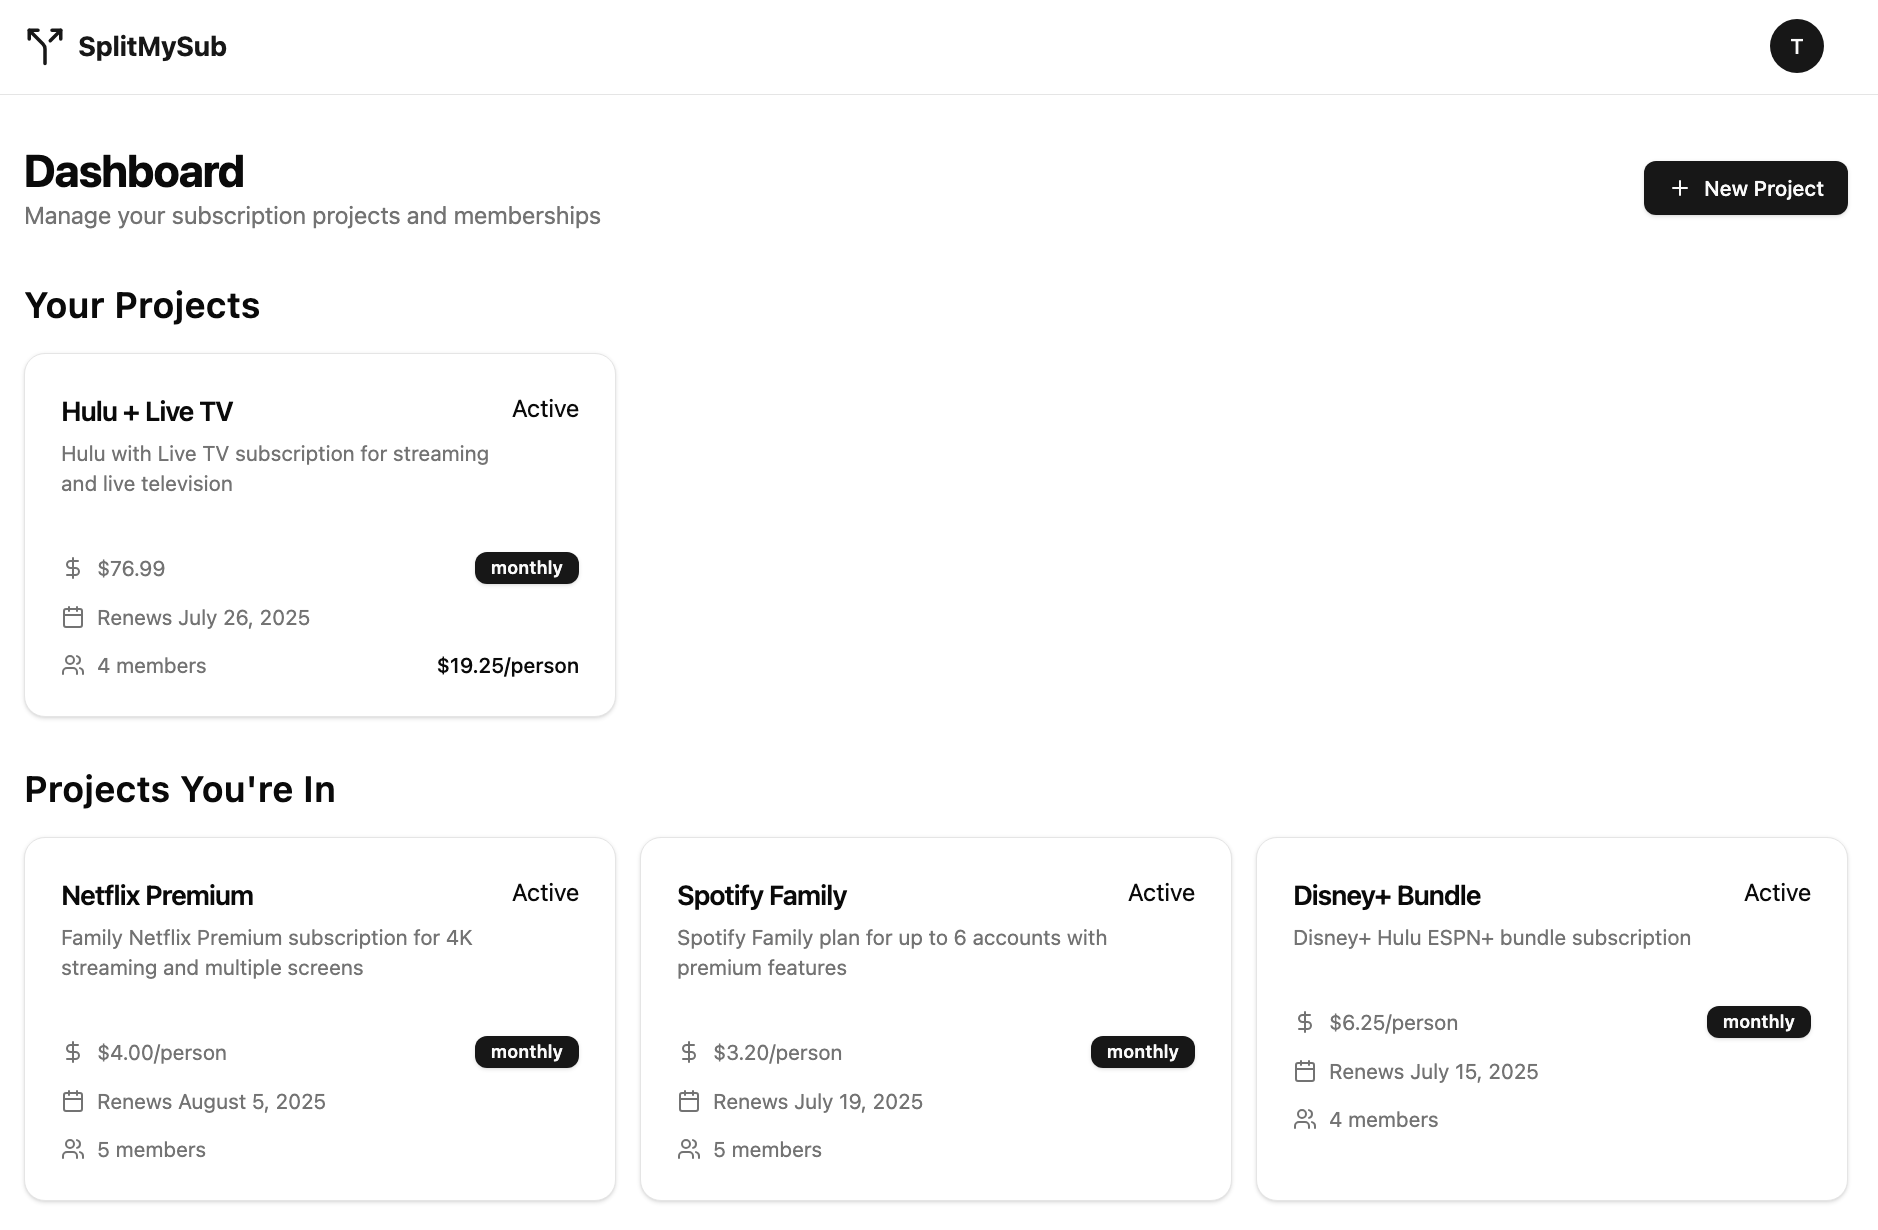 SplitMySub
T
Dashboard
Manage your subscription projects and memberships
+ New Project
Your Projects
Hulu + Live TV
Active
Hulu with Live TV subscription for streaming
and live television
$76.99
monthly
Renews July 26, 2025
4 members
$19.25/person
Projects You're In
Netflix Premium
Active
Family Netflix Premium subscription for 4K
streaming and multiple screens
$4.00/person
monthly
Renews August 5, 2025
5 members
Spotify Family
Active
Spotify Family plan for up to 6 accounts with
premium features
$3.20/person
monthly
Renews July 19, 2025
5 members
Disney+ Bundle
Active
Disney+ Hulu ESPN+ bundle subscription
$6.25/person
monthly
Renews July 15, 2025
4 members